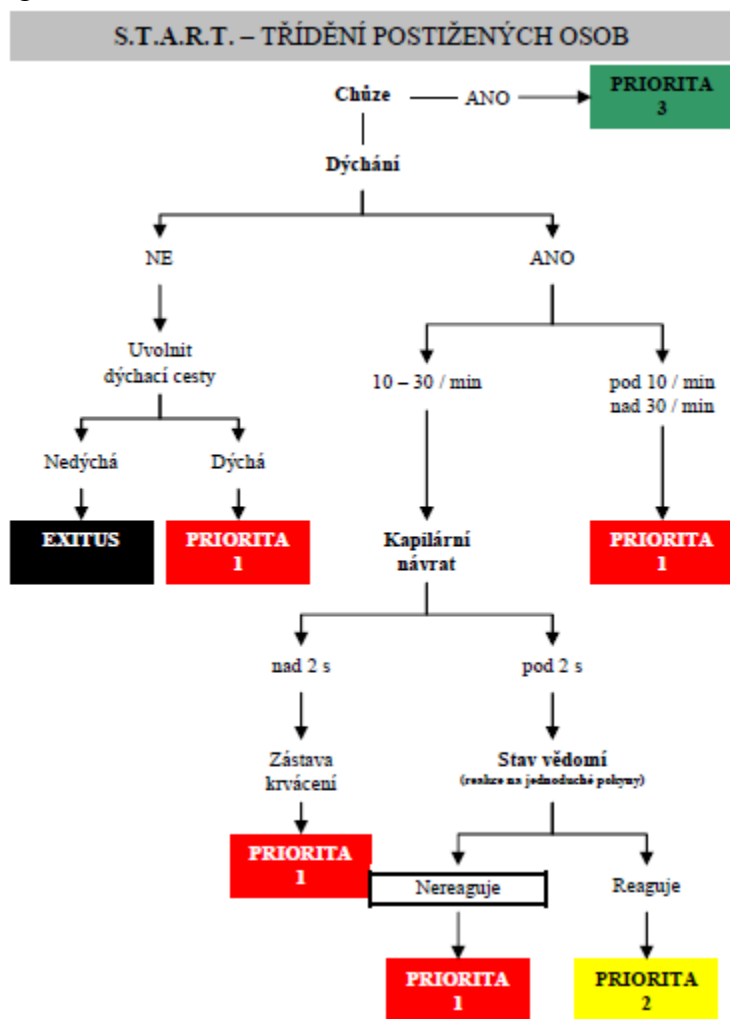 S.T.A.R.T. – TŘÍDĚNÍ POSTIŽENÝCH OSOB
Chůze
ANO
PRIORITA
3
Dýchání
NE
ANO
Uvolnit
dýchací cesty
10 – 30 / min
pod 10 / min
nad 30 / min
Nedýchá
Dýchá
EXITUS
PRIORITA
1
Kapilární
návrat
PRIORITA
1
nad 2 s
pod 2 s
Zástava
krvácení
Stav vědomí
(reakce na jednoduché pokyny)
PRIORITA
1
Nereaguje
Reaguje
PRIORITA
1
PRIORITA
2